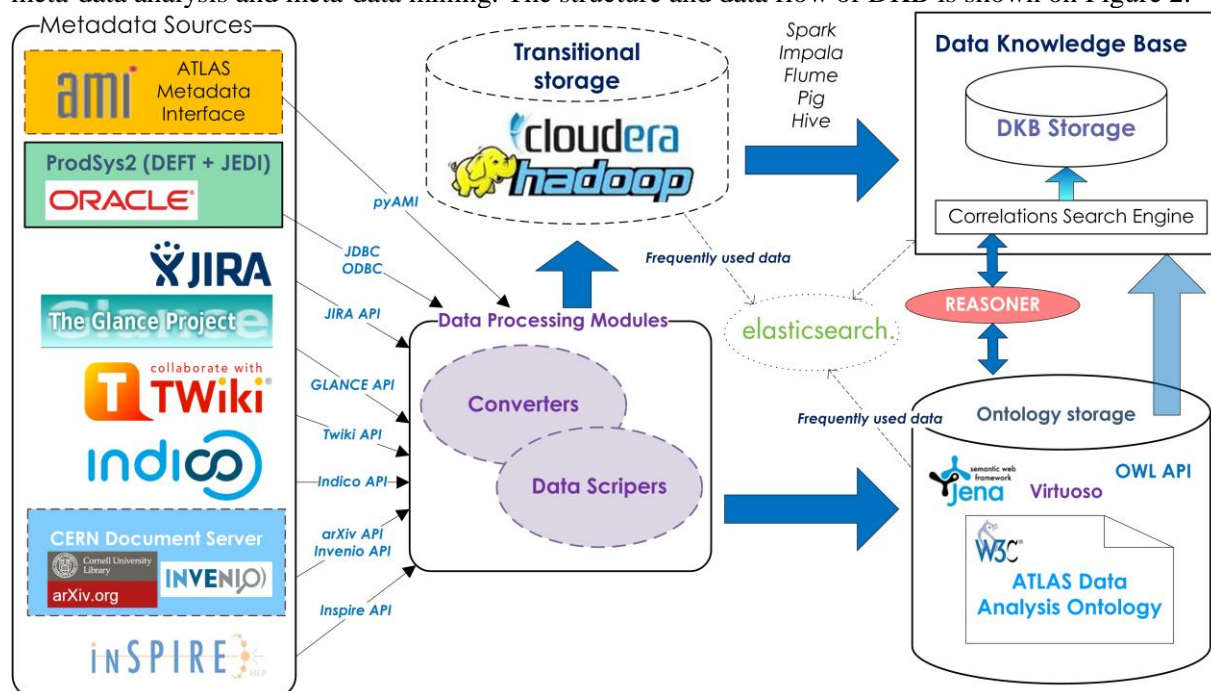 meta-data analysis and meta-data mining. The structure and data flow of DKB is shown on Figure 2.
Metadata Sources
ami
ATLAS
Metadata
Interface
ProdSys2 (DEFT + JEDI)
ORACLE
JIRA
Glance
The Glance Project
collaborate with
T TWiki
indico
CERN Document Server
Cornell University
Library
arXiv.org
INVENIO
inSPIRE
HEP
pyAMI
JDBC
ODBC
JIRA API
GLANCE API
Twiki API
Indico API
arXiv API
Invenio API
Inspire API
Transitional
storage
cloudera
hadoop
Data Processing Modules
Converters
Data Scripers
Spark
Impala
Flume
Pig
Hive
Frequently used data
elasticsearch.
Frequently used data
Data Knowledge Base
DKB Storage
Correlations Search Engine
REASONER
Ontology storage
semantic web
framework
Jena
Virtuoso
OWL API
W3C
ATLAS Data
Analysis Ontology